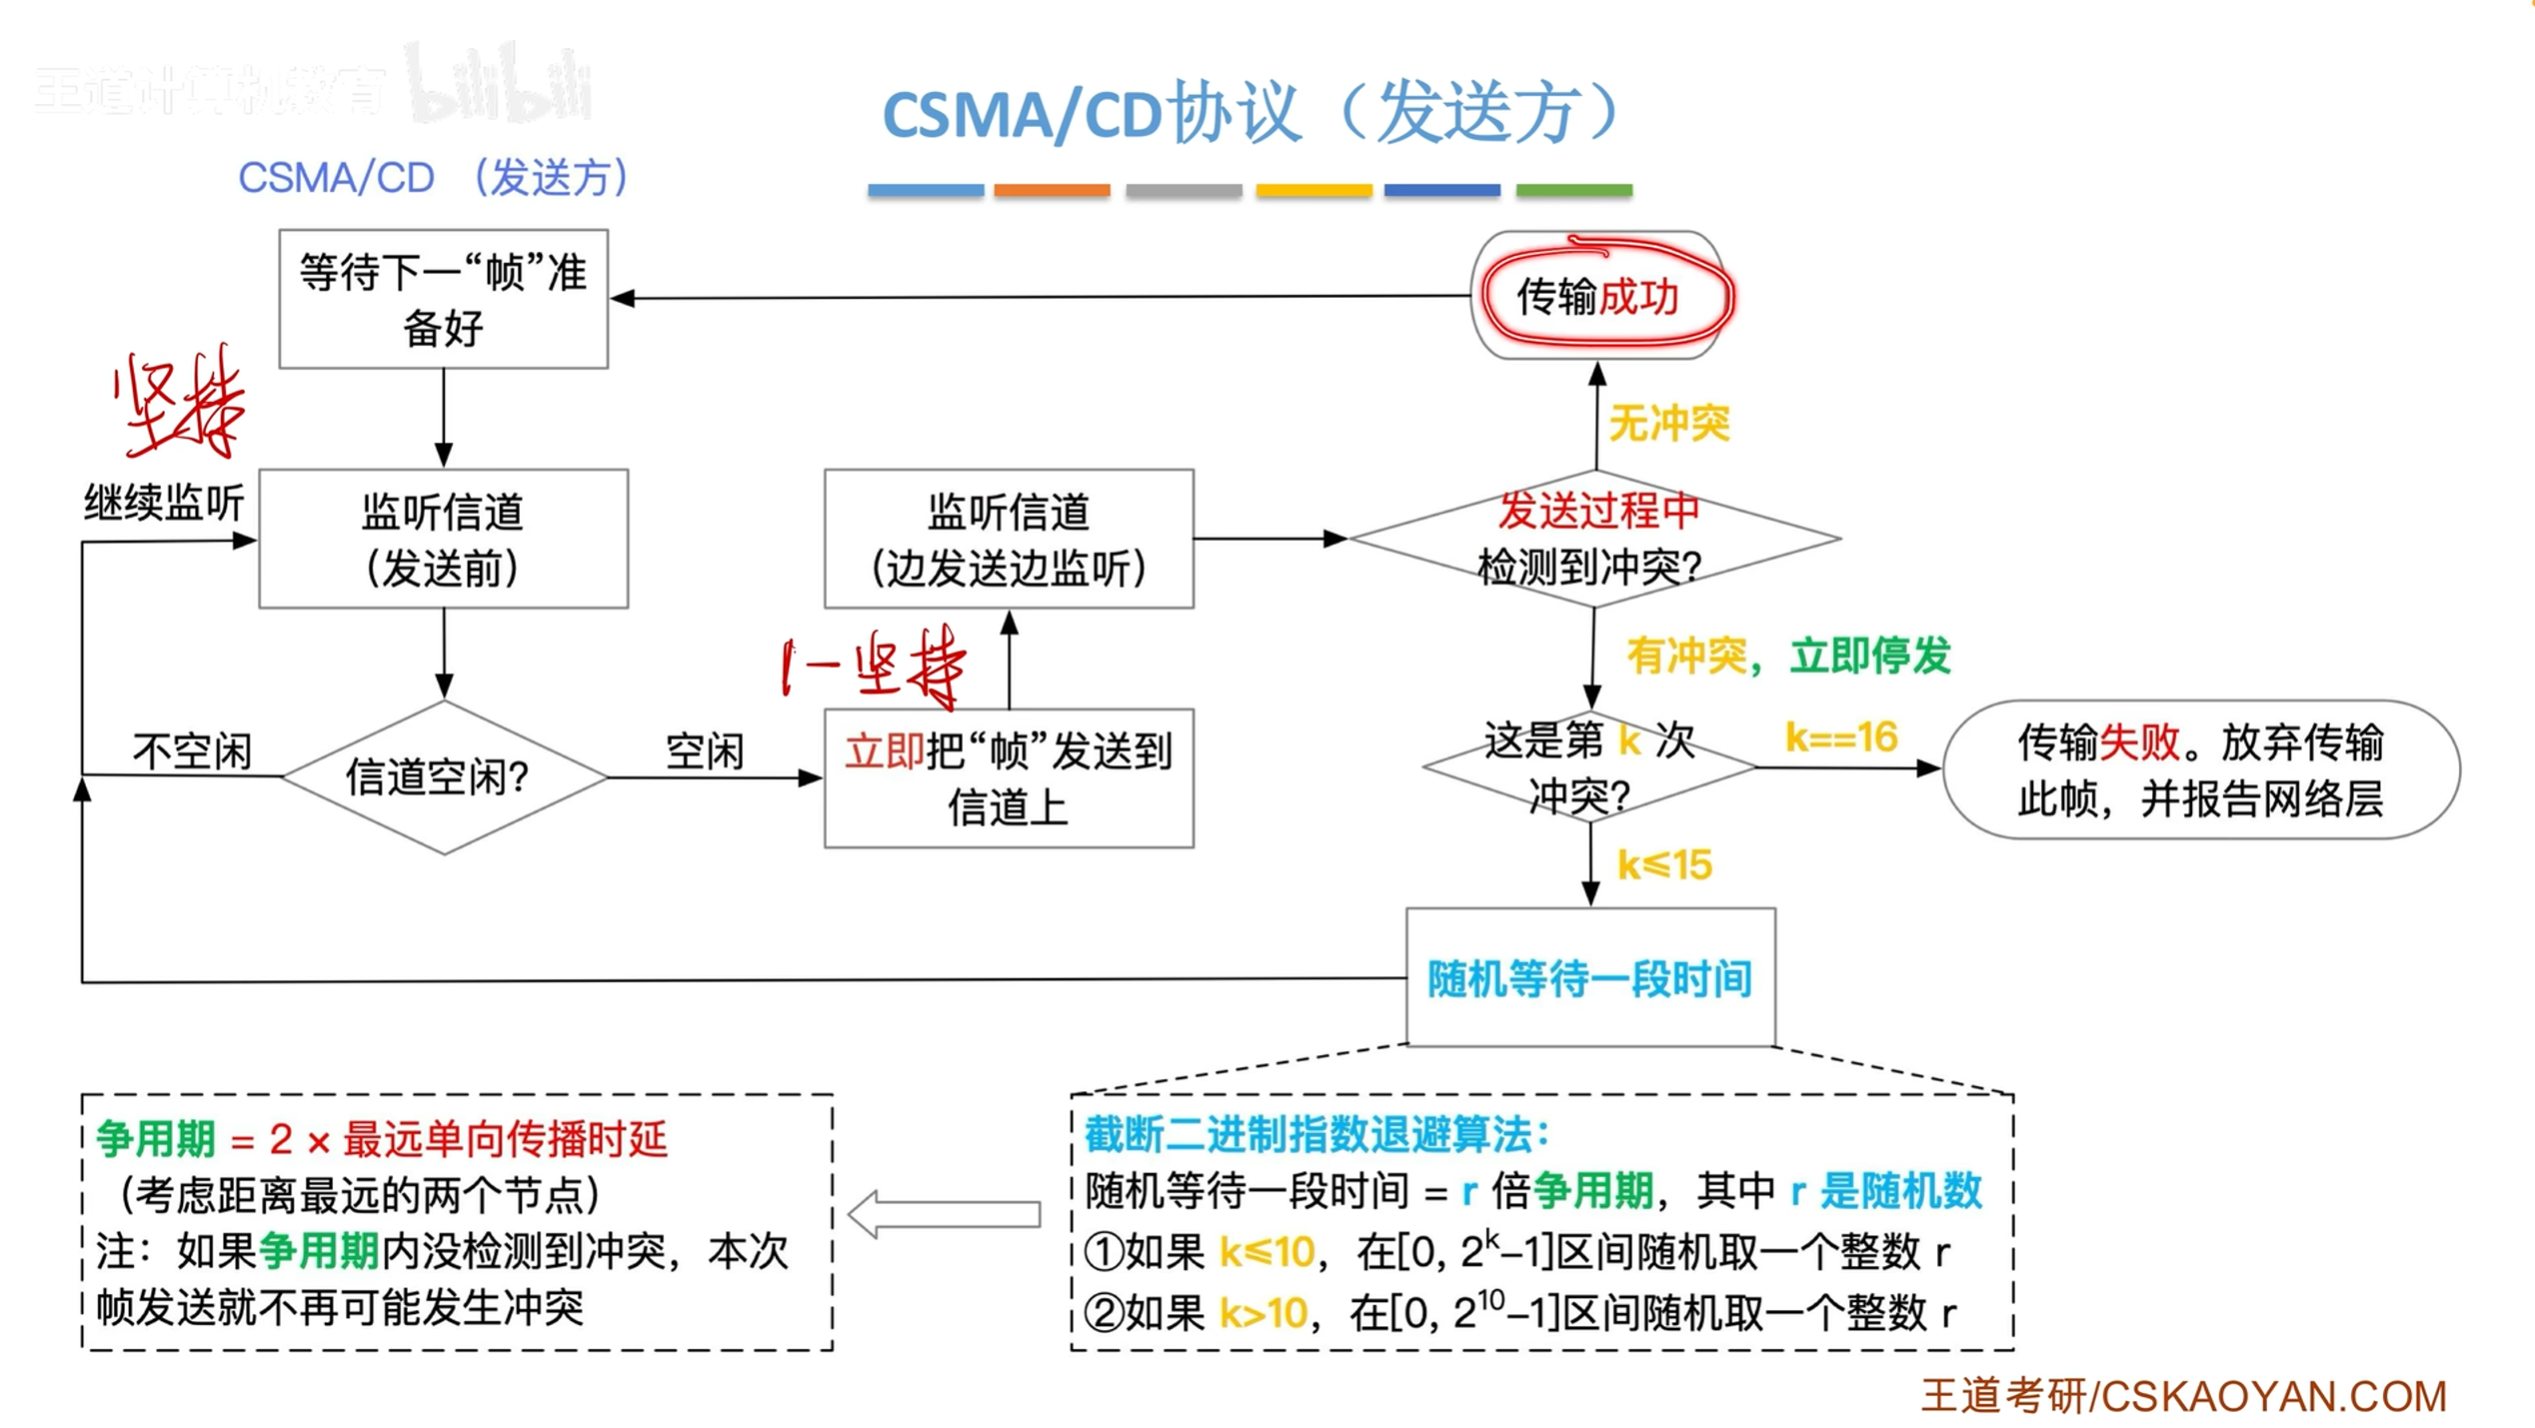 王道计算机教育 bilibili
CSMA/CD协议（发送方）
CSMA/CD （发送方）
等待下一“帧”准
备好
传输成功
坚持
无冲突
继续监听
监听信道
(发送前)
监听信道
(边发送边监听)
发送过程中
检测到冲突?
1-坚持
有冲突，立即停发
不空闲
信道空闲?
空闲
立即把“帧”发送到
信道上
这是第 k 次
冲突?
k==16
传输失败。放弃传输
此帧，并报告网络层
k≤15
随机等待一段时间
争用期 = 2 × 最远单向传播时延
（考虑距离最远的两个节点）
注：如果争用期内没检测到冲突，本次
帧发送就不再可能发生冲突
截断二进制指数退避算法：
随机等待一段时间 = r 倍争用期，其中 r 是随机数
①如果 k≤10，在[0, 2^k–1]区间随机取一个整数 r
②如果 k>10，在[0, 2^10–1]区间随机取一个整数 r
王道考研/CSKAOYAN.COM